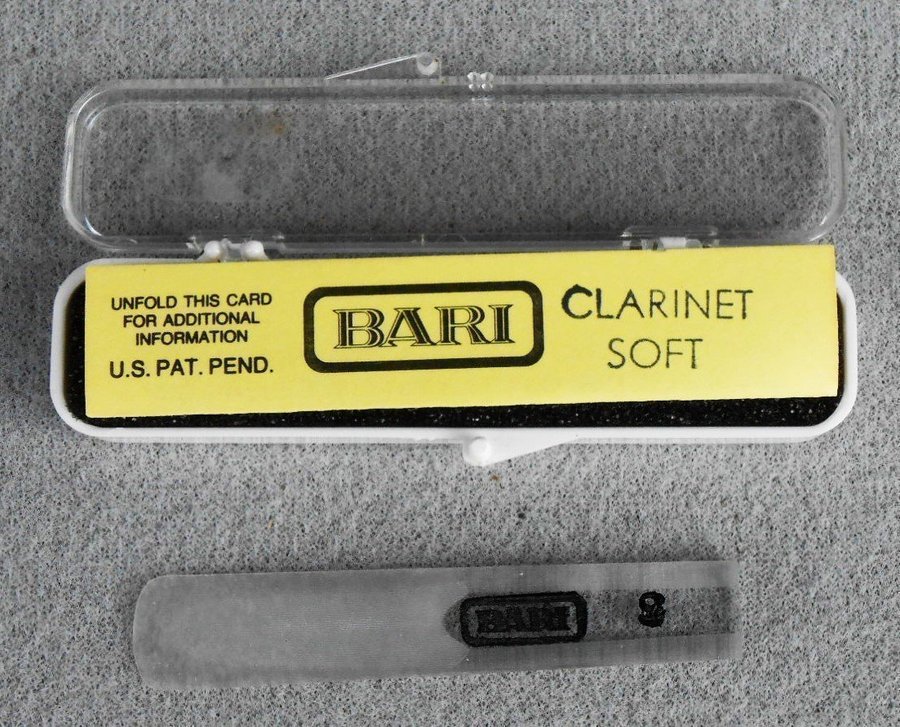 UNFOLD THIS CARD
FOR ADDITIONAL
INFORMATION
U.S. PAT. PEND.
BARI
CLARINET
SOFT
BARI